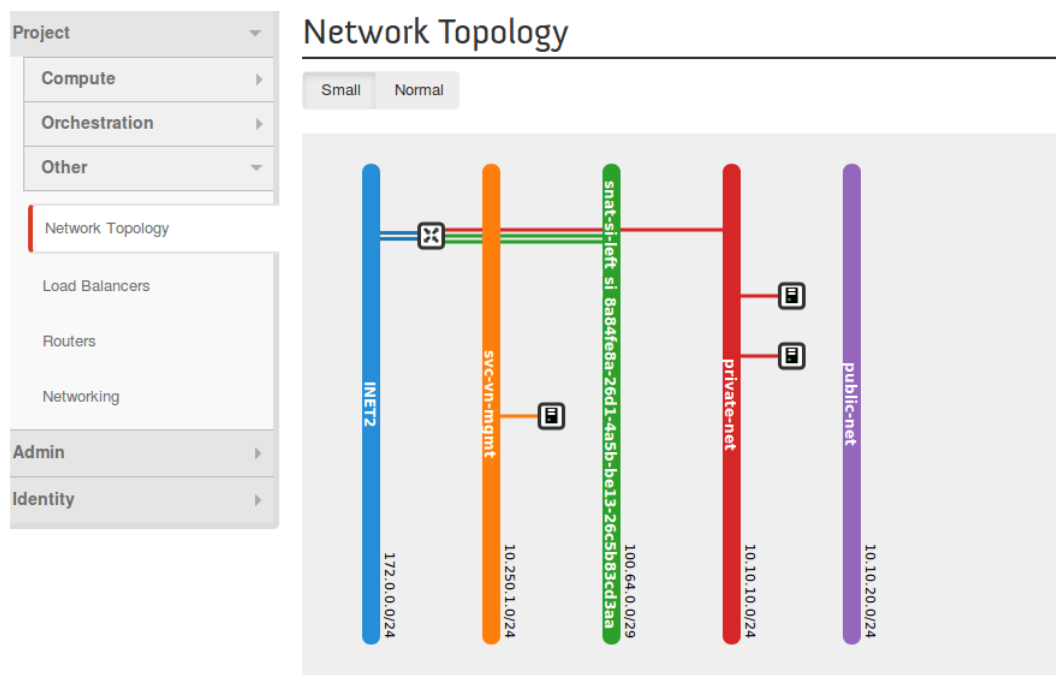 Project
Compute
Orchestration
Other
Network Topology
Load Balancers
Routers
Networking
Admin
Identity
Network Topology
Small Normal
INET2
172.0.0.0/24
svc-vn-mgmt
10.250.1.0/24
snat-si-left_si_8a84fe8a-26d1-4a5b-be13-26c5b83cd3aa
100.64.0.0/29
private-net
10.10.10.0/24
public-net
10.10.20.0/24